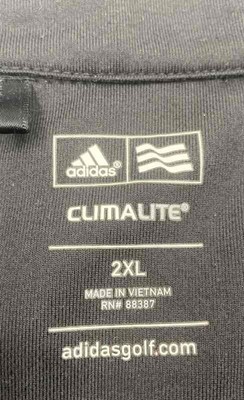 adidas®
CLIMALITE®
2XL
MADE IN VIETNAM
RN# 88387
adidasgolf.com